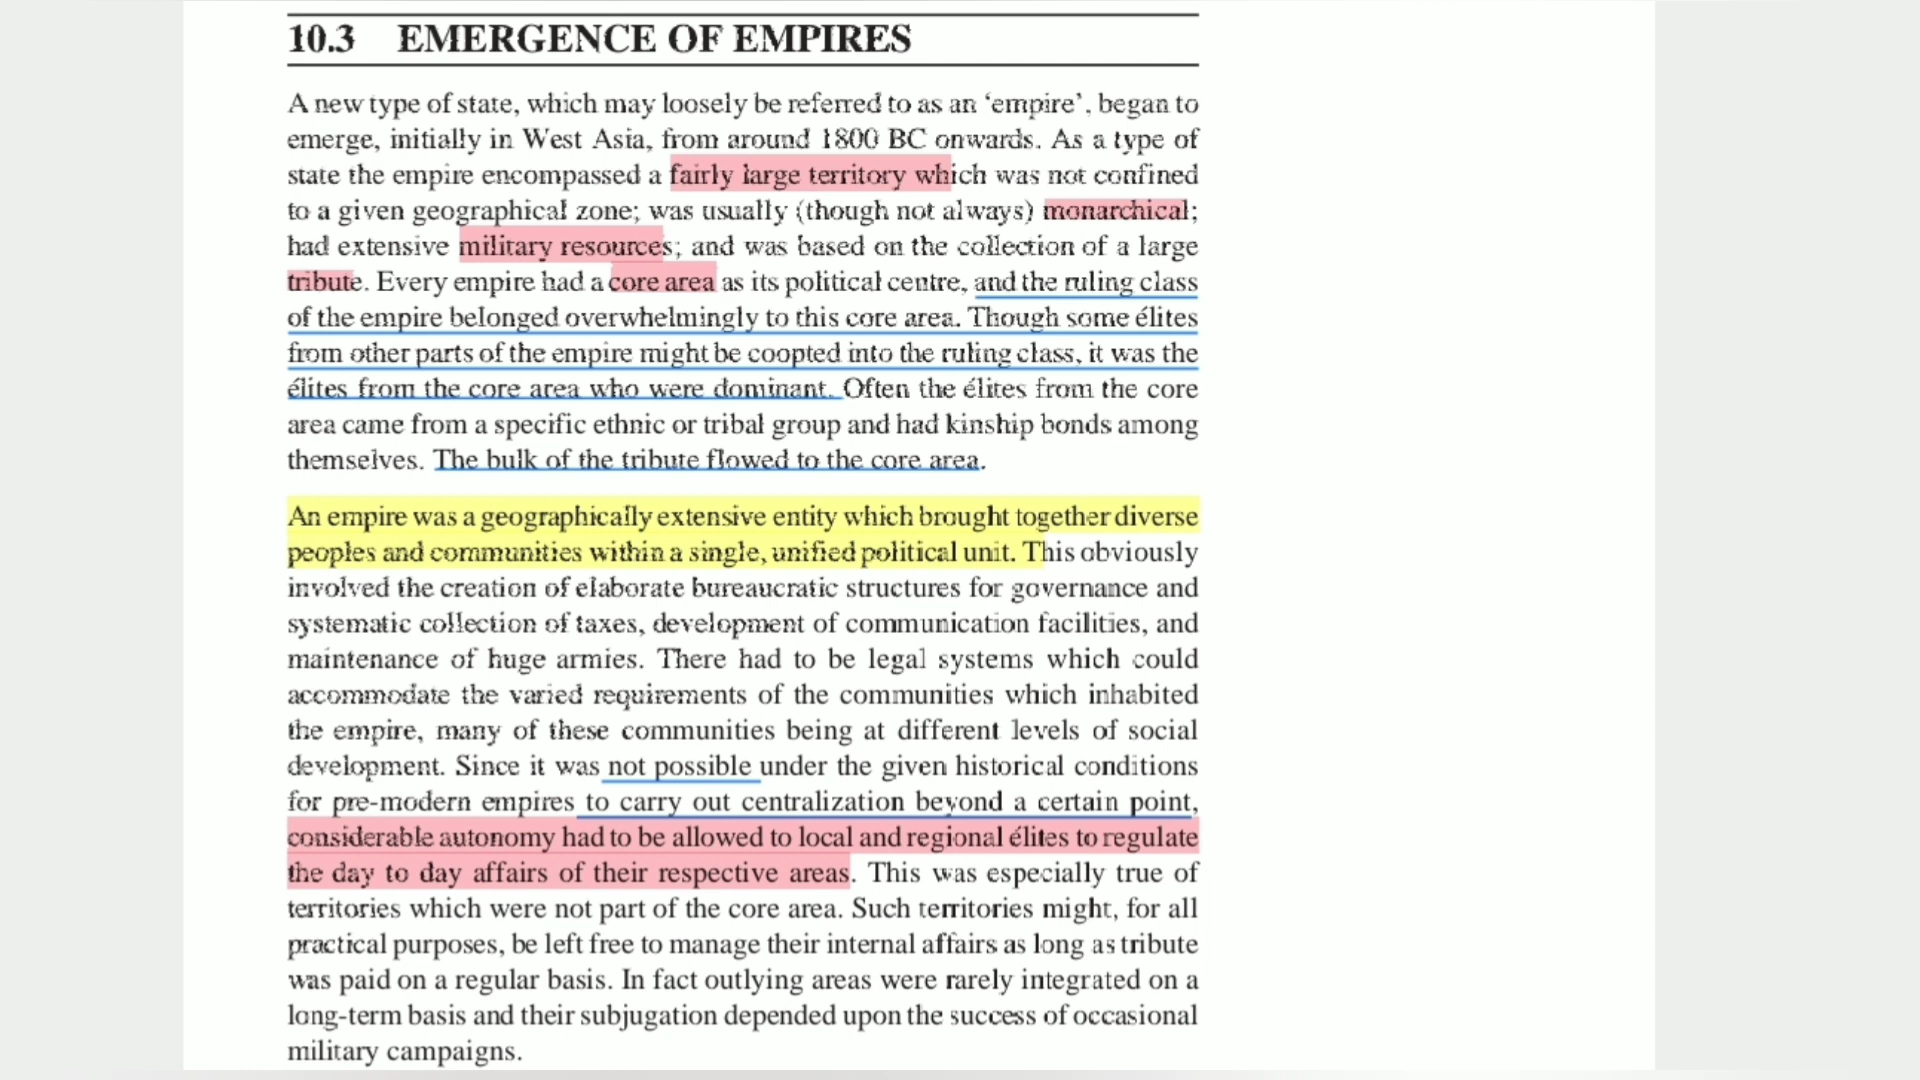 10.3 EMERGENCE OF EMPIRES
A new type of state, which may loosely be referred to as an ‘empire’, began to
emerge, initially in West Asia, from around 1800 BC onwards. As a type of
state the empire encompassed a fairly large territory which was not confined
to a given geographical zone; was usually (though not always) monarchical;
had extensive military resources; and was based on the collection of a large
tribute. Every empire had a core area as its political centre, and the ruling class
of the empire belonged overwhelmingly to this core area. Though some élites
from other parts of the empire might be coopted into the ruling class, it was the
élites from the core area who were dominant. Often the élites from the core
area came from a specific ethnic or tribal group and had kinship bonds among
themselves. The bulk of the tribute flowed to the core area.
An empire was a geographically extensive entity which brought together diverse
peoples and communities within a single, unified political unit. This obviously
involved the creation of elaborate bureaucratic structures for governance and
systematic collection of taxes, development of communication facilities, and
maintenance of huge armies. There had to be legal systems which could
accommodate the varied requirements of the communities which inhabited
the empire, many of these communities being at different levels of social
development. Since it was not possible under the given historical conditions
for pre-modern empires to carry out centralization beyond a certain point,
considerable autonomy had to be allowed to local and regional élites to regulate
the day to day affairs of their respective areas. This was especially true of
territories which were not part of the core area. Such territories might, for all
practical purposes, be left free to manage their internal affairs as long as tribute
was paid on a regular basis. In fact outlying areas were rarely integrated on a
long-term basis and their subjugation depended upon the success of occasional
military campaigns.